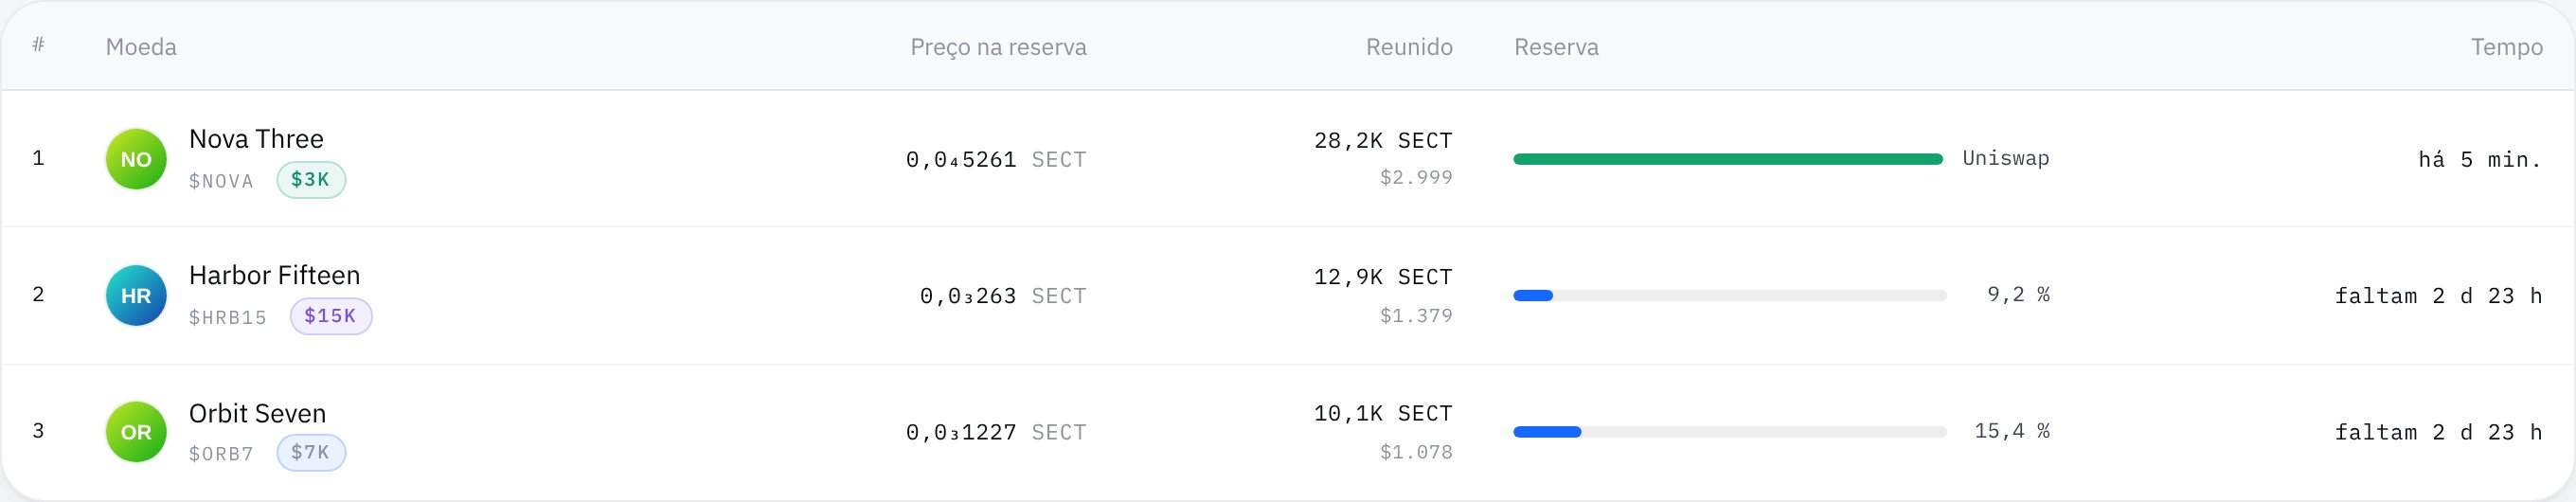 # Moeda Preço na reserva Reunido Reserva Tempo
1 NO Nova Three $NOVA $3K 0,0₄5261 SECT 28,2K SECT $2.999 Uniswap há 5 min.
2 HR Harbor Fifteen $HRB15 $15K 0,0₃263 SECT 12,9K SECT $1.379 9,2 % faltam 2 d 23 h
3 OR Orbit Seven $ORB7 $7K 0,0₃1227 SECT 10,1K SECT $1.078 15,4 % faltam 2 d 23 h